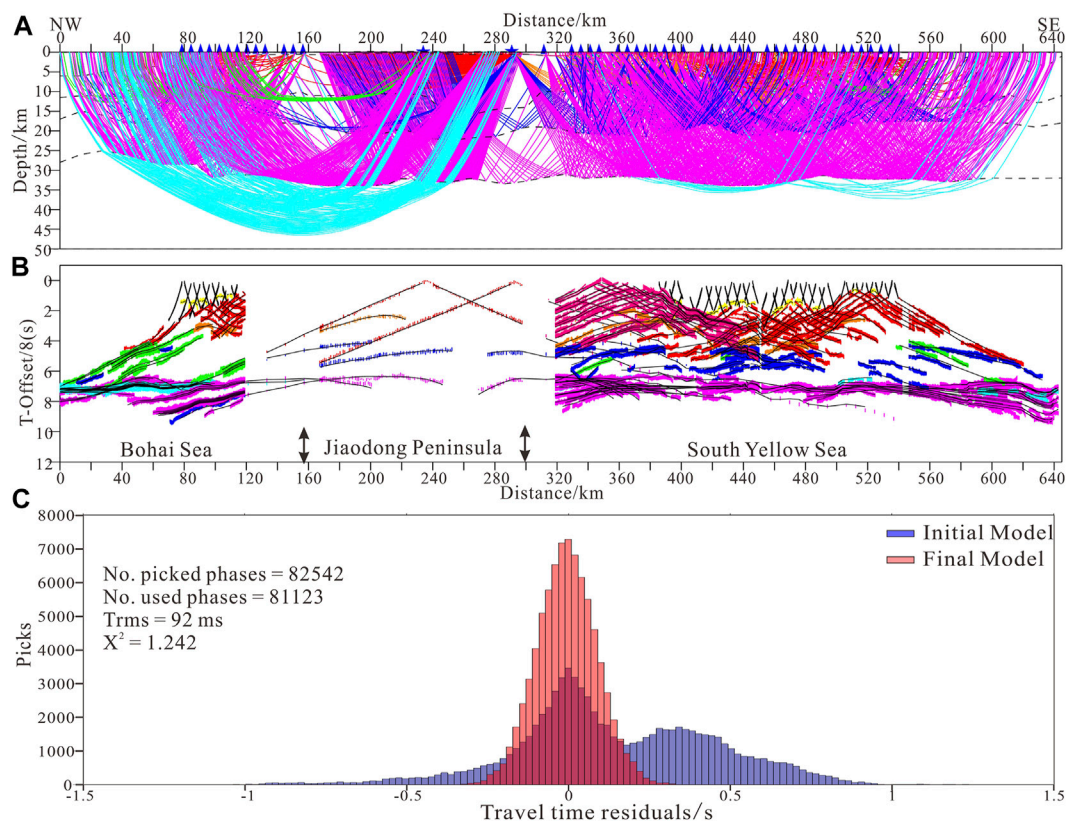 A
NW
Distance/km
SE
0 40 80 120 160 200 240 280 320 360 400 440 480 520 560 600 640
0
5
10
15
20
25
30
35
40
45
50
Depth/km
B
0
2
4
6
8
10
12
T-Offset/8(s)
Bohai Sea
Jiaodong Peninsula
South Yellow Sea
0 40 80 120 160 200 240 280 320 360 400 440 480 520 560 600 640
Distance/km
C
8000
7000
6000
5000
4000
3000
2000
1000
0
Picks
No. picked phases = 82542
No. used phases = 81123
Trms = 92 ms
X² = 1.242
Initial Model
Final Model
-1.5 -1 -0.5 0 0.5 1 1.5
Travel time residuals/s